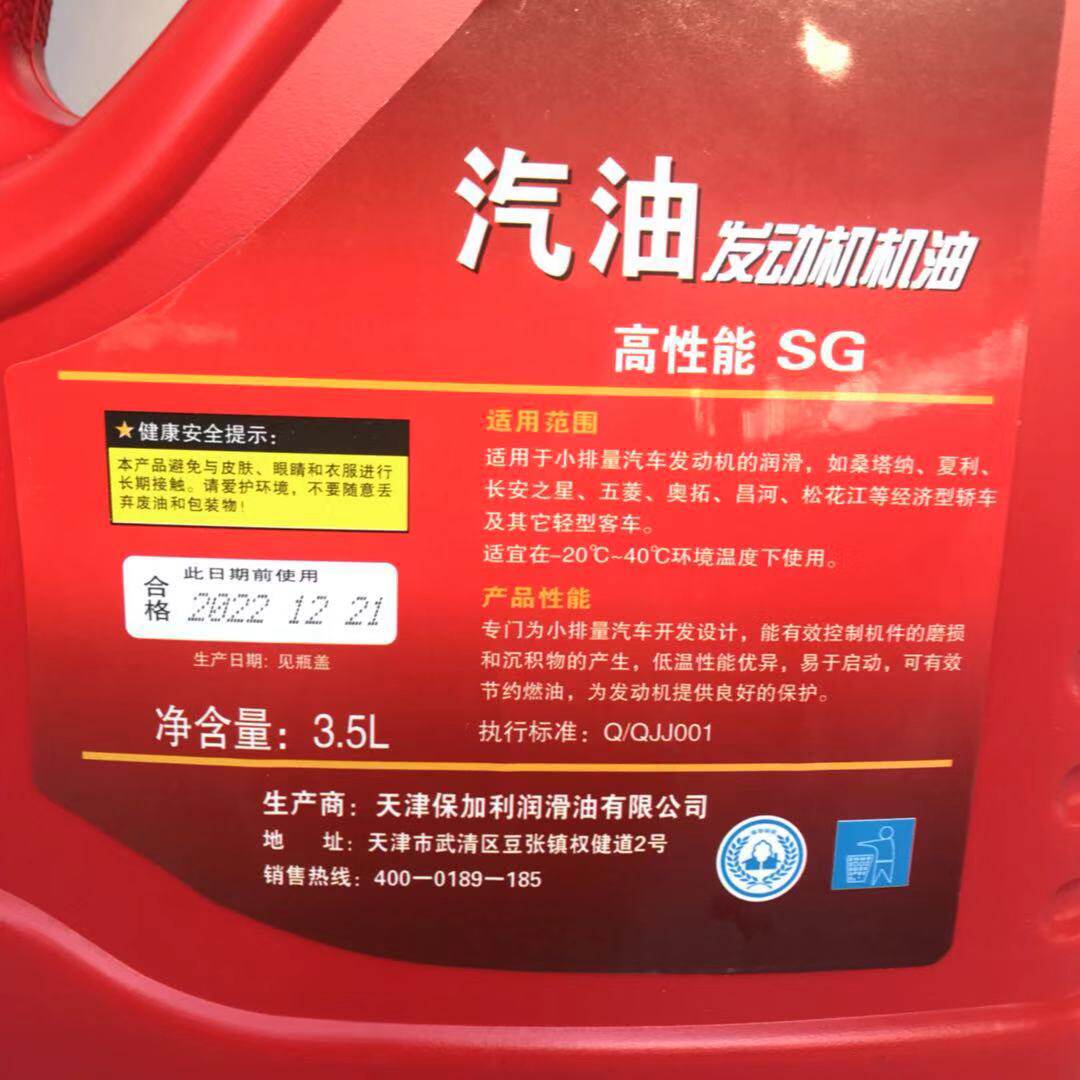 汽油发动机机油
高性能 SG
★健康安全提示：
本产品避免与皮肤、眼睛和衣服进行
长期接触。请爱护环境，不要随意丢
弃废油和包装物！
合格
此日期前使用
2022 12 21
生产日期：见瓶盖
净含量：3.5L
适用范围
适用于小排量汽车发动机的润滑，如桑塔纳、夏利、
长安之星、五菱、奥拓、昌河、松花江等经济型轿车
及其它轻型客车。
适宜在-20℃~40℃环境温度下使用。
产品性能
专门为小排量汽车开发设计，能有效控制机件的磨损
和沉积物的产生，低温性能优异，易于启动，可有效
节约燃油，为发动机提供良好的保护。
执行标准：Q/QJJ001
生产商：天津保加利润滑油有限公司
地　址：天津市武清区豆张镇权健道2号
销售热线：400-0189-185